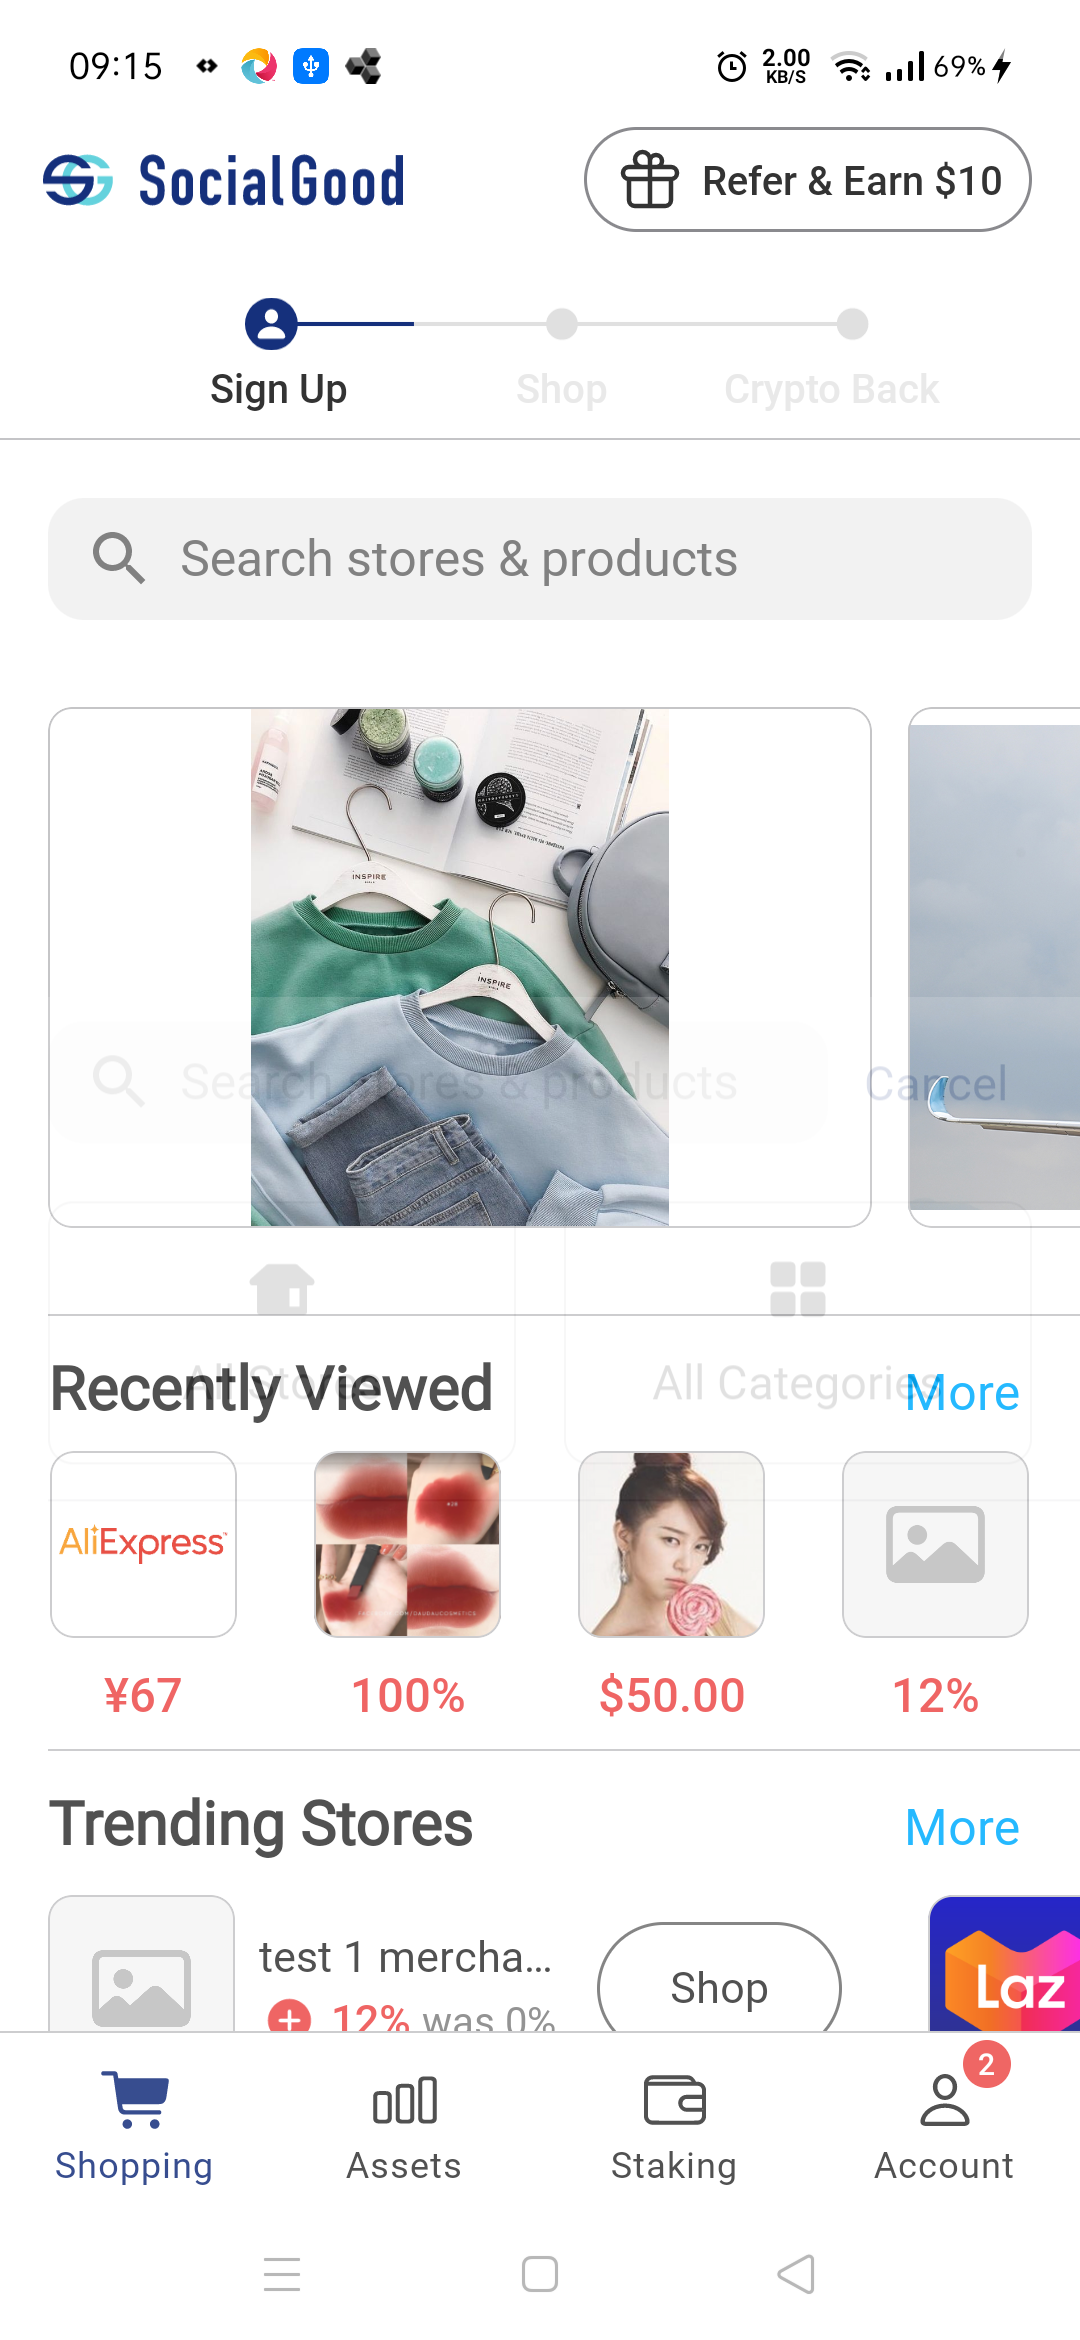 09:15
2.00
KB/S
69%
SocialGood
Refer & Earn $10
Sign Up
Shop
Crypto Back
Search stores & products
INSPIRE
INSPIRE
Search stores & products
Cancel
All Stores
All Categories
Recently Viewed
More
AliExpress
¥67
100%
$50.00
12%
Trending Stores
More
test 1 mercha...
Shop
12% was 0%
Laz
2
Shopping
Assets
Staking
Account